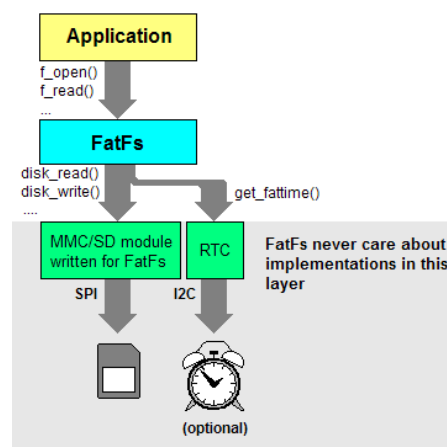 Application
f_open()
f_read()
...
FatFs
disk_read()
disk_write()
....
get_fattime()
MMC/SD module
written for FatFs
RTC
FatFs never care about
implementations in this
layer
SPI
I2C
(optional)